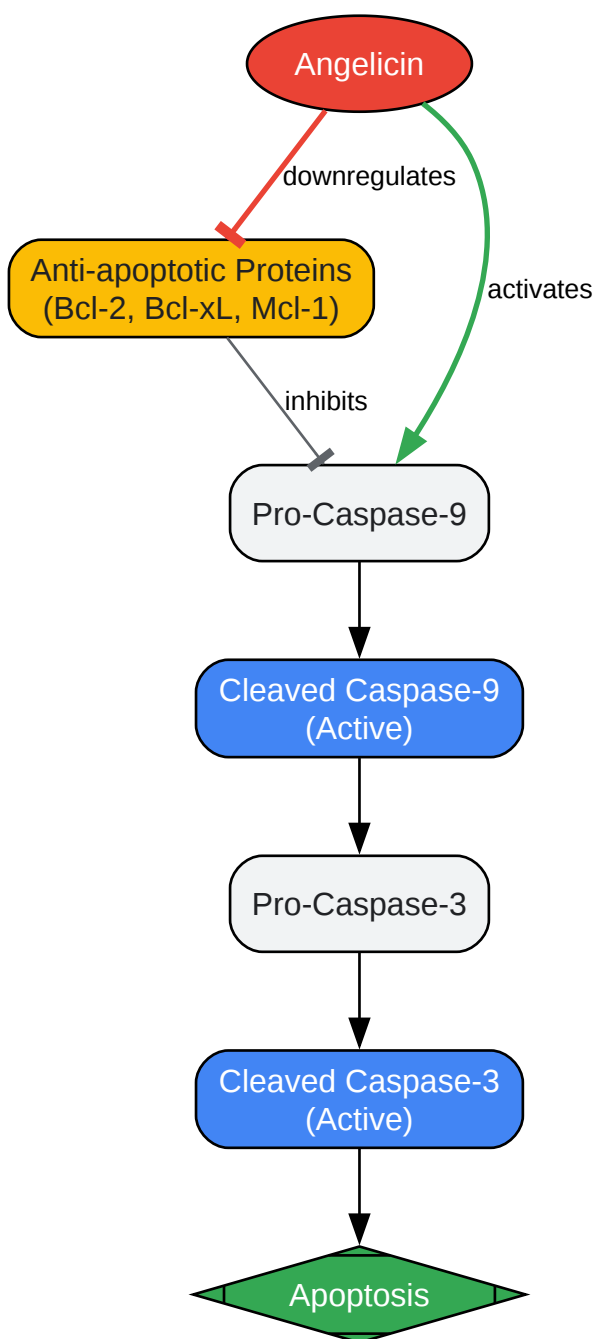 Angelicin
downregulates
Anti-apoptotic Proteins
(Bcl-2, Bcl-xL, Mcl-1)
activates
inhibits
Pro-Caspase-9
Cleaved Caspase-9
(Active)
Pro-Caspase-3
Cleaved Caspase-3
(Active)
Apoptosis